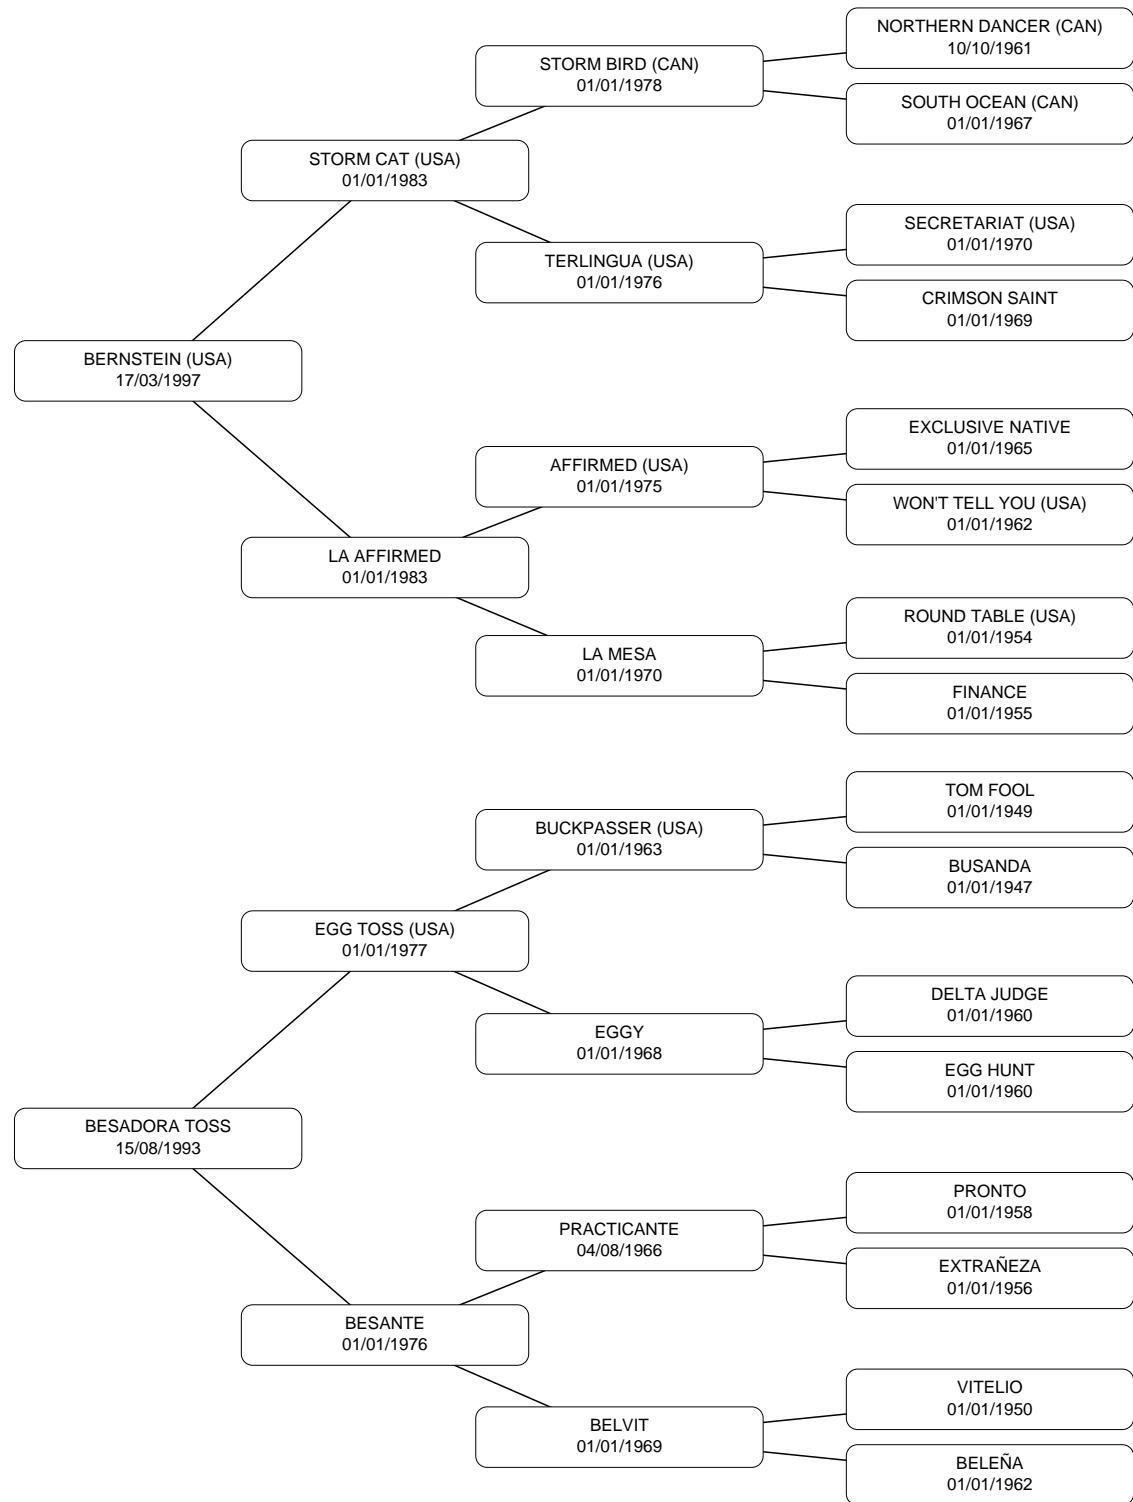 NORTHERN DANCER (CAN)
10/10/1961
STORM BIRD (CAN)
01/01/1978
SOUTH OCEAN (CAN)
01/01/1967
STORM CAT (USA)
01/01/1983
SECRETARIAT (USA)
01/01/1970
TERLINGUA (USA)
01/01/1976
CRIMSON SAINT
01/01/1969
BERNSTEIN (USA)
17/03/1997
EXCLUSIVE NATIVE
01/01/1965
AFFIRMED (USA)
01/01/1975
WON'T TELL YOU (USA)
01/01/1962
LA AFFIRMED
01/01/1983
ROUND TABLE (USA)
01/01/1954
LA MESA
01/01/1970
FINANCE
01/01/1955
TOM FOOL
01/01/1949
BUCKPASSER (USA)
01/01/1963
BUSANDA
01/01/1947
EGG TOSS (USA)
01/01/1977
DELTA JUDGE
01/01/1960
EGGY
01/01/1968
EGG HUNT
01/01/1960
BESADORA TOSS
15/08/1993
PRONTO
01/01/1958
PRACTICANTE
04/08/1966
EXTRAÑEZA
01/01/1956
BESANTE
01/01/1976
VITELIO
01/01/1950
BELVIT
01/01/1969
BELEÑA
01/01/1962